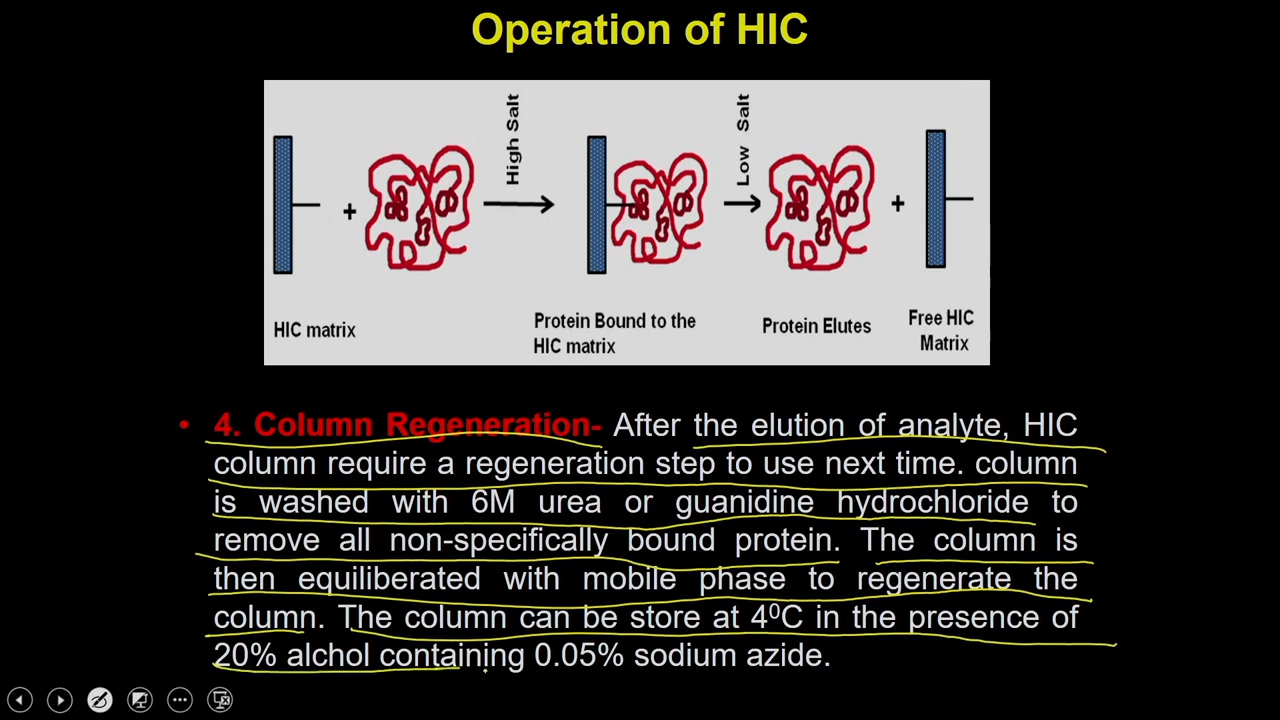 Operation of HIC
High Salt
Low Salt
+
+
HIC matrix
Protein Bound to the
HIC matrix
Protein Elutes
Free HIC
Matrix
• 4. Column Regeneration- After the elution of analyte, HIC
column require a regeneration step to use next time. column
is washed with 6M urea or guanidine hydrochloride to
remove all non-specifically bound protein. The column is
then equiliberated with mobile phase to regenerate the
column. The column can be store at 4⁰C in the presence of
20% alchol containing 0.05% sodium azide.